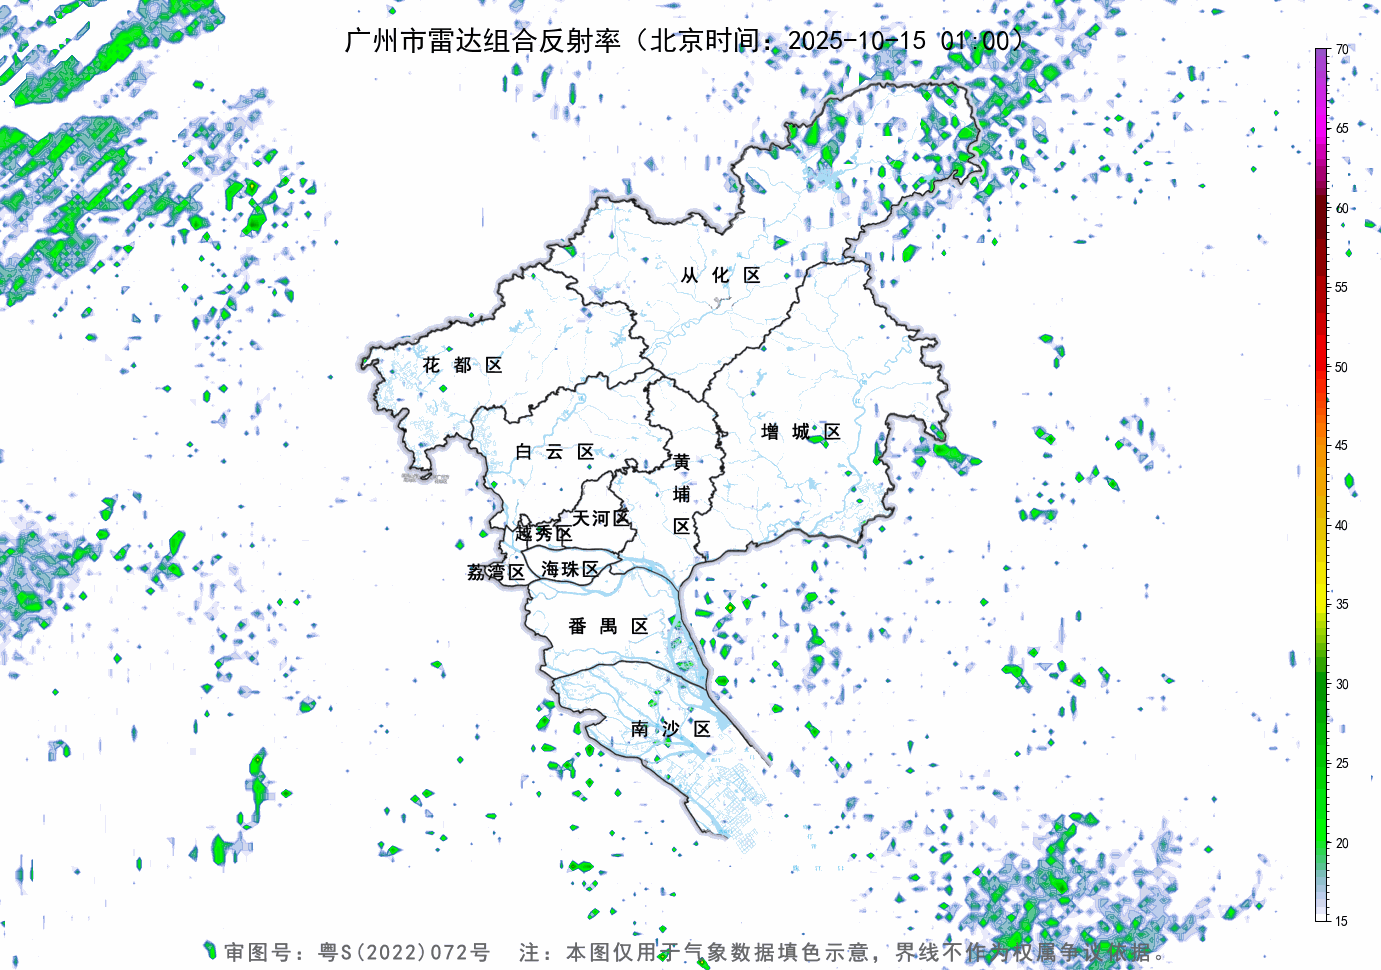 广州市雷达组合反射率（北京时间：2025-10-15 01:00）
70
65
60
55
50
45
40
35
30
25
20
15
从化区
花都区
增城区
白云区
黄埔区
天河区
越秀区
海珠区
荔湾区
番禺区
南沙区
审图号：粤S(2022)072号 注：本图仅用于气象数据填色示意，界线不作为权属争议依据。